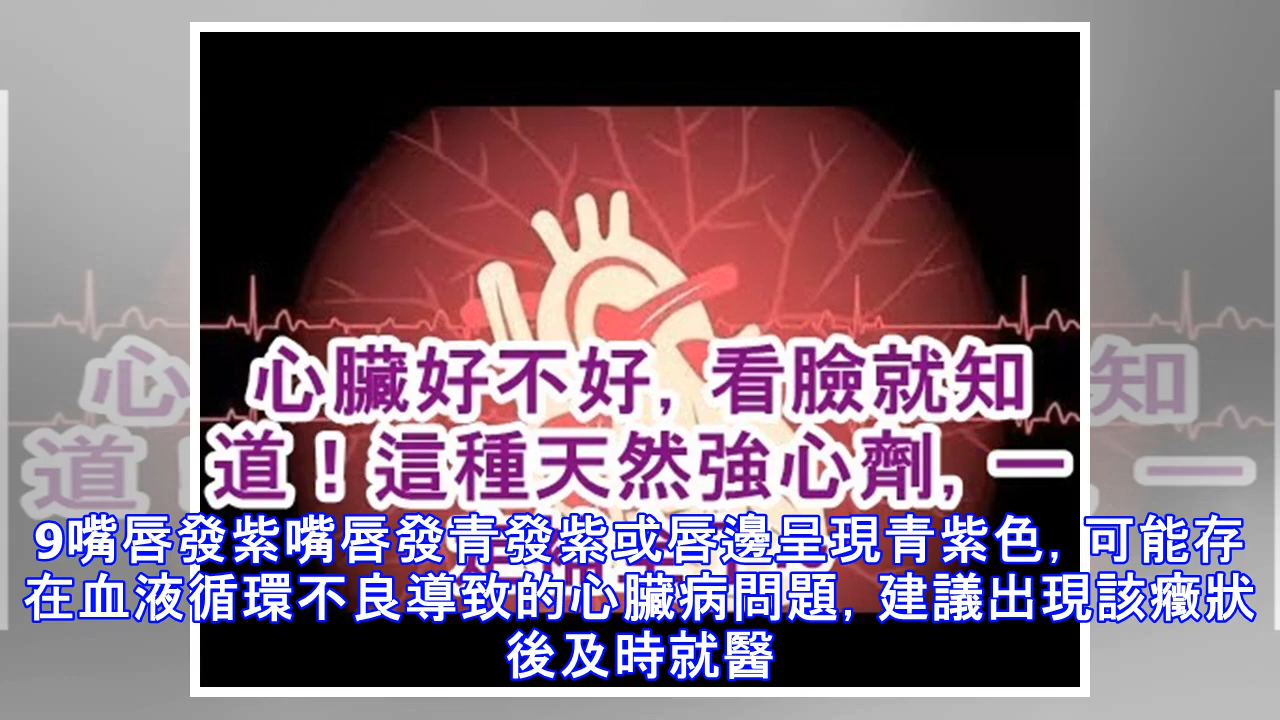 心臟好不好, 看臉就知
道！這種天然強心劑, 一
9嘴唇發紫嘴唇發青發紫或唇邊呈現青紫色, 可能存
在血液循環不良導致的心臟病問題, 建議出現該癥狀
後及時就醫